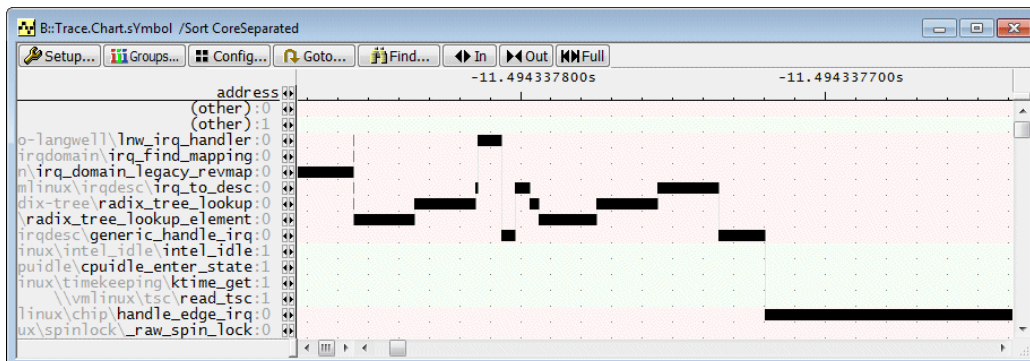 B::Trace.Chart.sYmbol /Sort CoreSeparated
Setup... Groups... Config... Goto... Find... In Out Full
-11.494337800s -11.494337700s
address
(other):0
(other):1
o-langwell\lnw_irq_handler:0
irqdomain\irq_find_mapping:0
n\irq_domain_legacy_revmap:0
mlinux\irqdesc\irq_to_desc:0
dix-tree\radix_tree_lookup:0
\radix_tree_lookup_element:0
irqdesc\generic_handle_irq:0
inux\intel_idle\intel_idle:1
puidle\cpuidle_enter_state:1
inux\timekeeping\ktime_get:1
\\vmlinux\tsc\read_tsc:1
linux\chip\handle_edge_irq:0
ux\spinlock\_raw_spin_lock:0